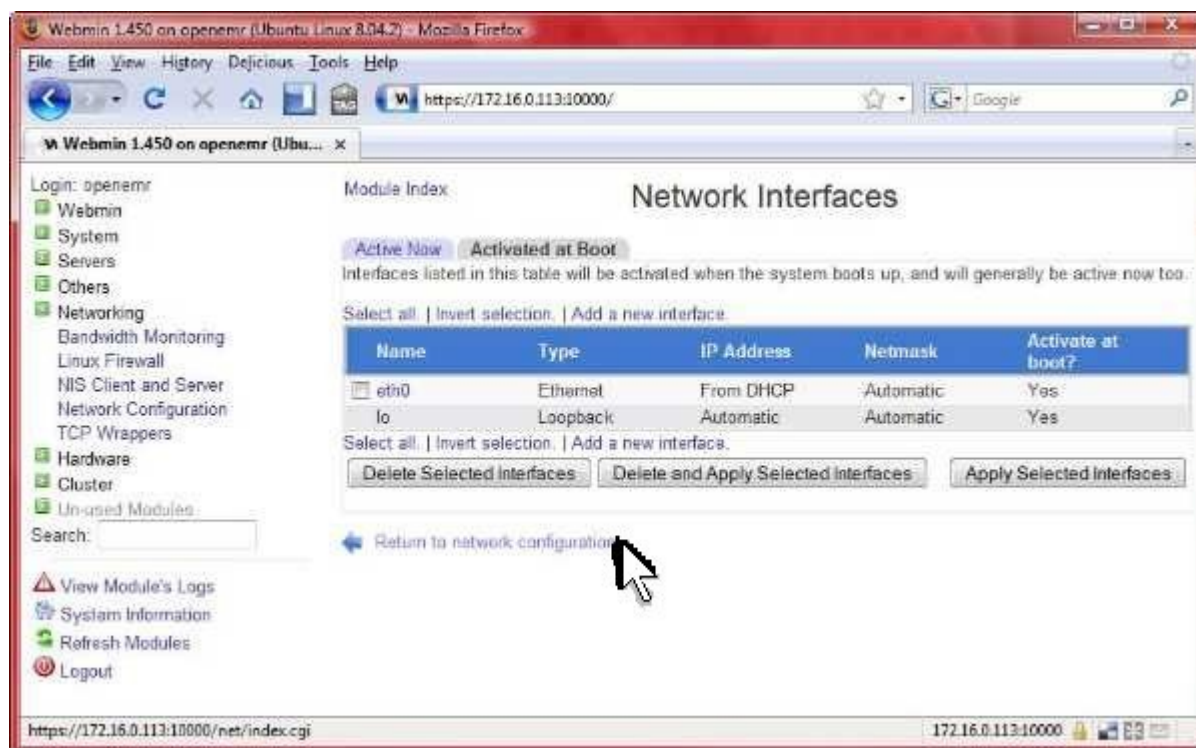 Webmin 1.450 on openemr (Ubuntu Linux 8.04.2) - Mozilla Firefox
File Edit View History Delicious Tools Help
https://172.16.0.113:10000/ Google
Webmin 1.450 on openemr (Ubu...
Login: openemr
Webmin
System
Servers
Others
Networking
Bandwidth Monitoring
Linux Firewall
NIS Client and Server
Network Configuration
TCP Wrappers
Hardware
Cluster
Un-used Modules
Search:
View Module's Logs
System Information
Refresh Modules
Logout
Module Index
Network Interfaces
Active Now Activated at Boot
Interfaces listed in this table will be activated when the system boots up, and will generally be active now too.
Select all. | Invert selection. | Add a new interface.
Name Type IP Address Netmask Activate at boot?
eth0 Ethernet From DHCP Automatic Yes
lo Loopback Automatic Automatic Yes
Select all. | Invert selection. | Add a new interface.
Delete Selected Interfaces Delete and Apply Selected Interfaces Apply Selected Interfaces
Return to network configuration
https://172.16.0.113:10000/net/index.cgi 172.16.0.113:10000